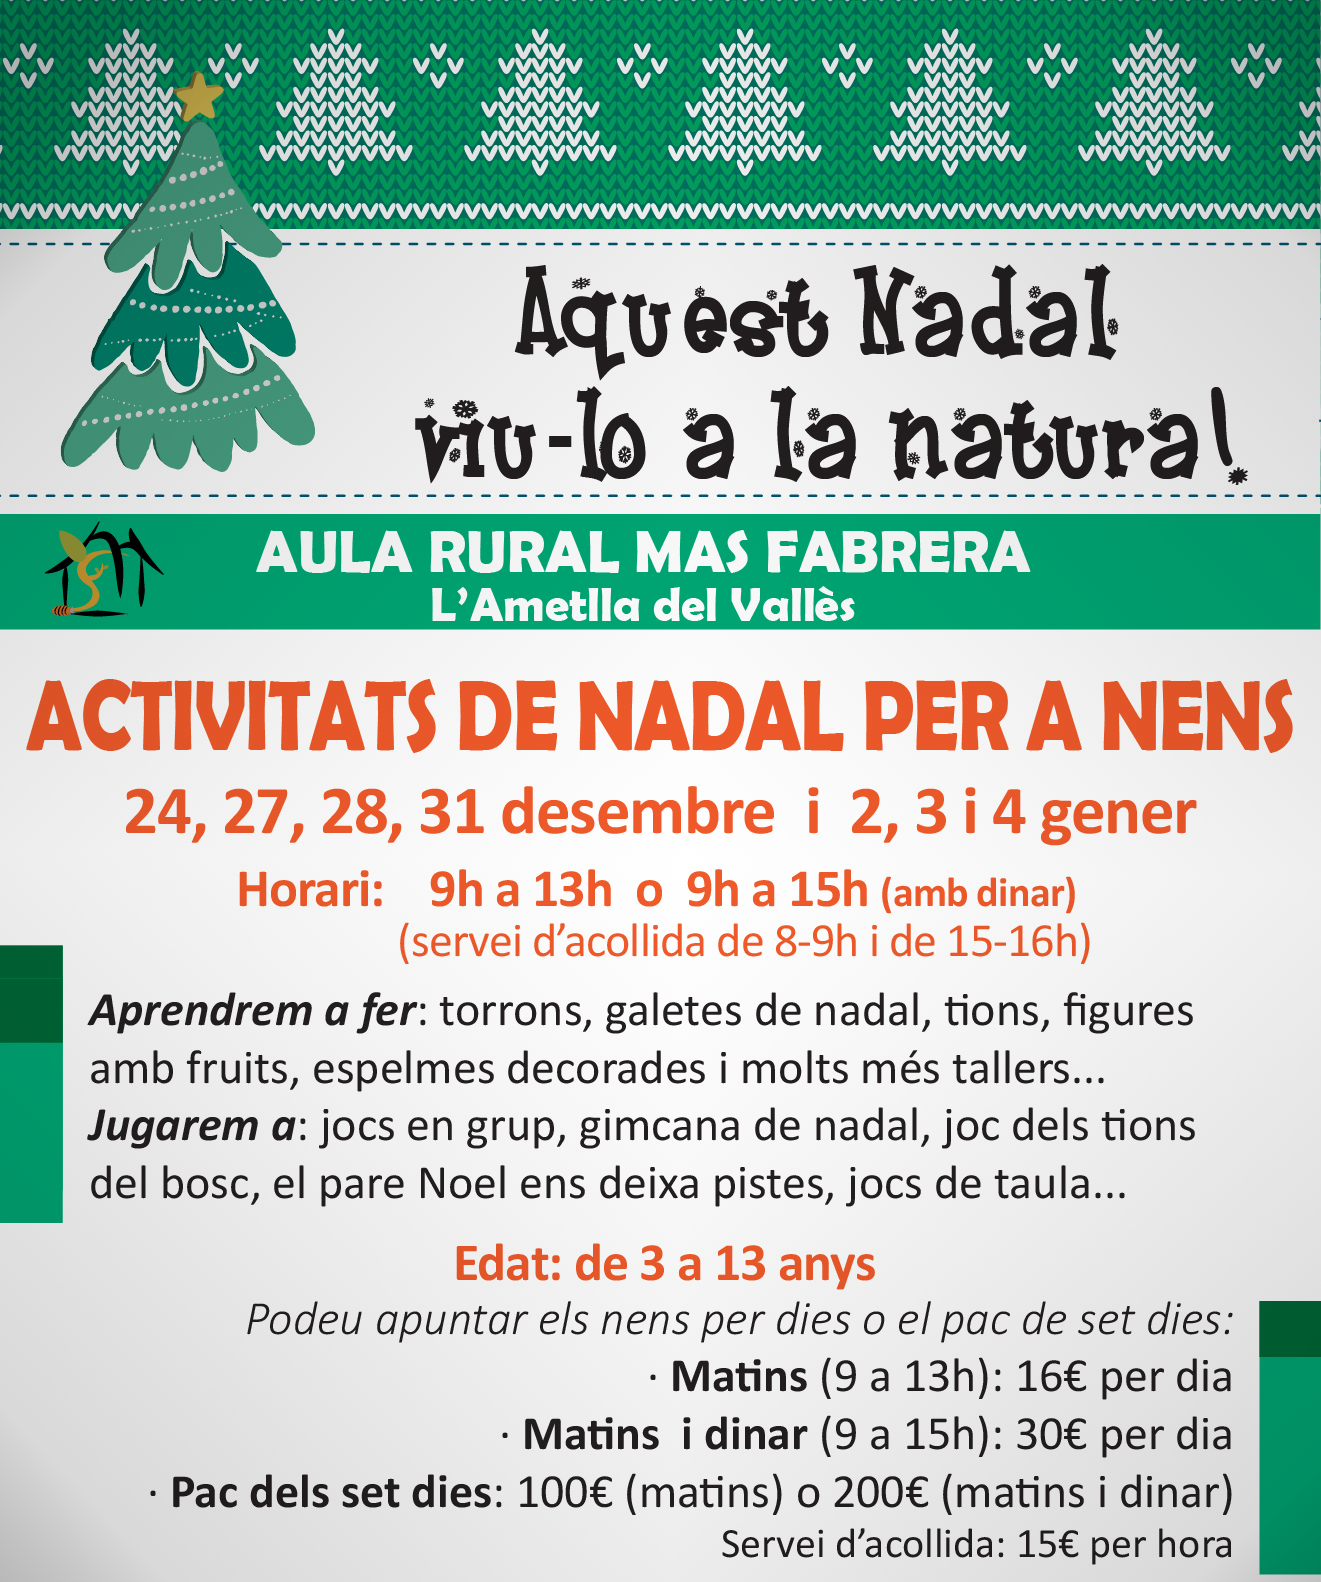 Aquest Nadal
viu-lo a la natura!
AULA RURAL MAS FABRERA
L'Ametlla del Vallès
ACTIVITATS DE NADAL PER A NENS
24, 27, 28, 31 desembre i 2, 3 i 4 gener
Horari: 9h a 13h o 9h a 15h (amb dinar)
(servei d'acollida de 8-9h i de 15-16h)
Aprendrem a fer: torrons, galetes de nadal, tions, figures
amb fruits, espelmes decorades i molts més tallers...
Jugarem a: jocs en grup, gimcana de nadal, joc dels tions
del bosc, el pare Noel ens deixa pistes, jocs de taula...
Edat: de 3 a 13 anys
Podeu apuntar els nens per dies o el pac de set dies:
· Matins (9 a 13h): 16€ per dia
· Matins i dinar (9 a 15h): 30€ per dia
· Pac dels set dies: 100€ (matins) o 200€ (matins i dinar)
Servei d'acollida: 15€ per hora